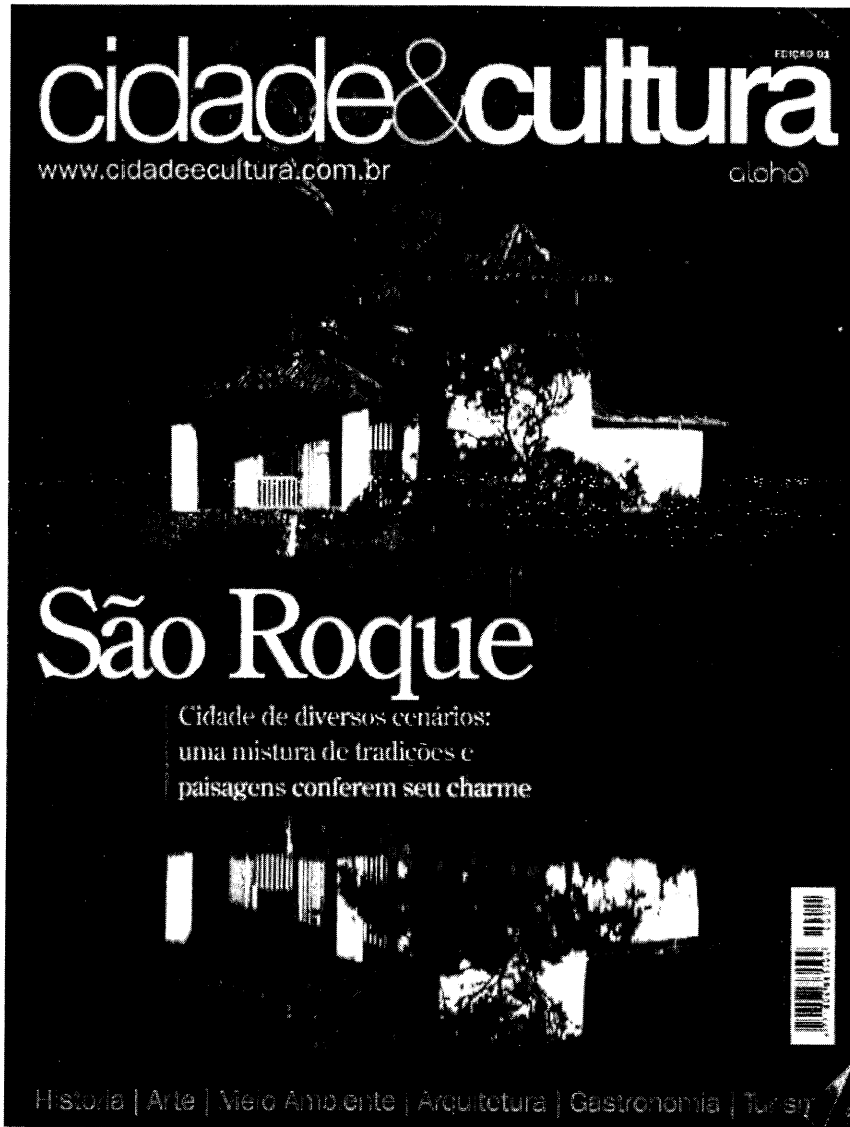 EDIÇÃO 03
cidade&cultura
www.cidadeecultura.com.br
aloha
São Roque
Cidade de diversos cenários:
uma mistura de tradições e
paisagens conferem seu charme
História | Arte | Meio Ambiente | Arquitetura | Gastronomia | Turism